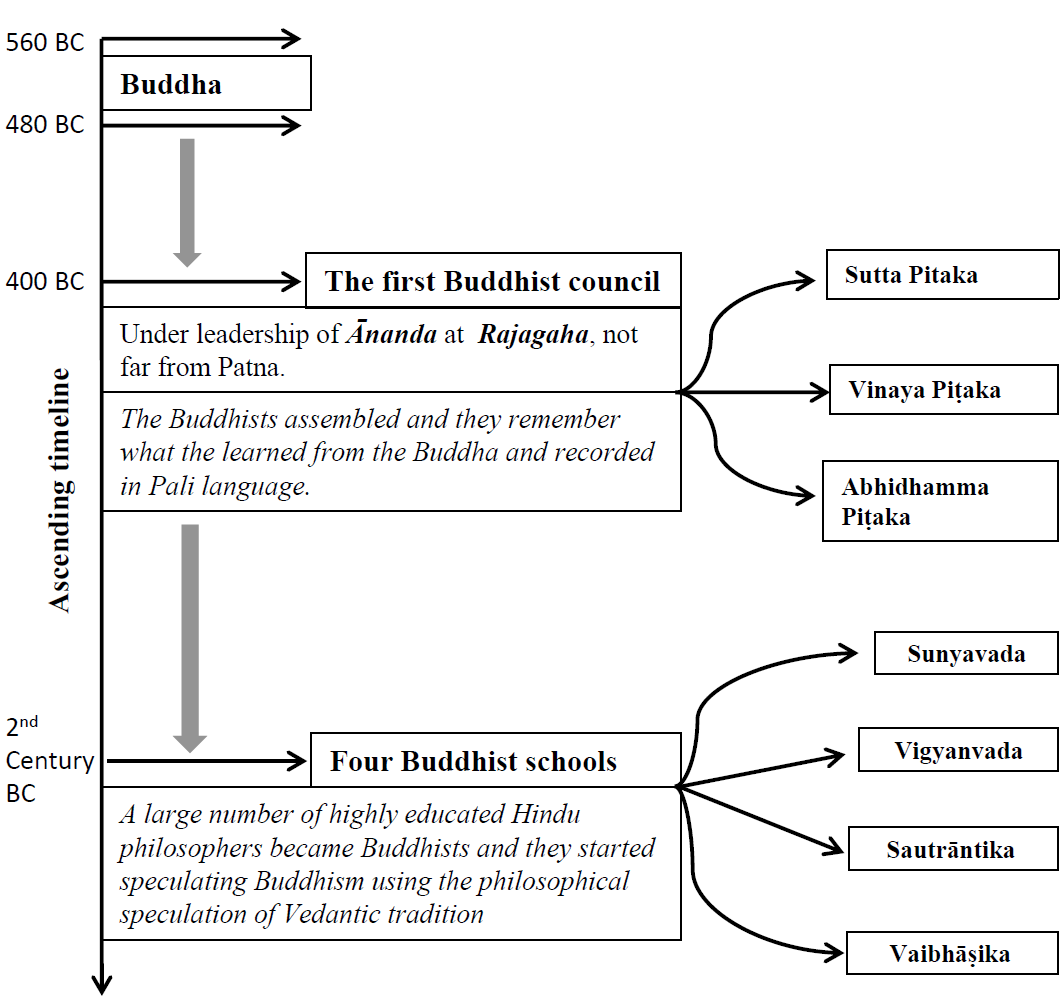 560 BC
Buddha
480 BC
400 BC
The first Buddhist council
Under leadership of Ānanda at Rajagaha, not
far from Patna.
The Buddhists assembled and they remember
what the learned from the Buddha and recorded
in Pali language.
Sutta Pitaka
Vinaya Piṭaka
Abhidhamma
Piṭaka
Ascending timeline
2nd
Century
BC
Four Buddhist schools
A large number of highly educated Hindu
philosophers became Buddhists and they started
speculating Buddhism using the philosophical
speculation of Vedantic tradition
Sunyavada
Vigyanvada
Sautrāntika
Vaibhāṣika